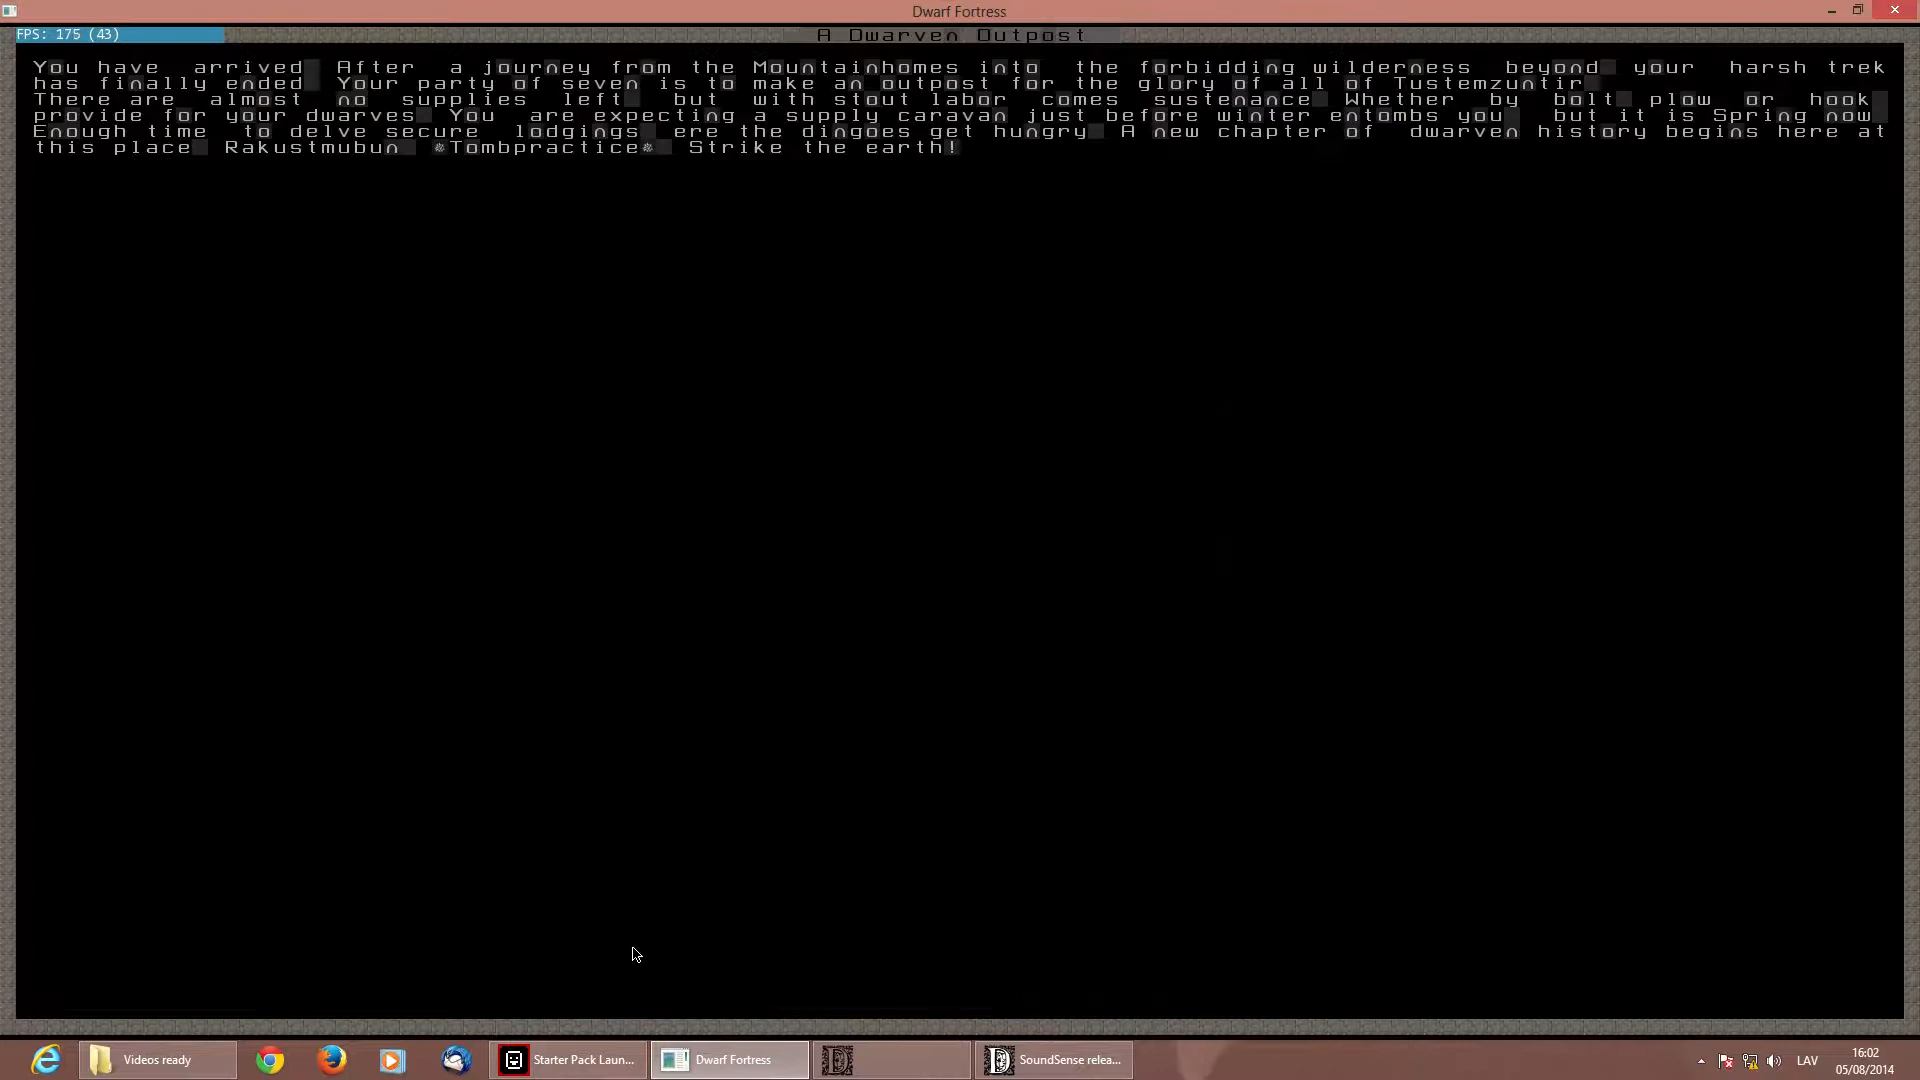 Dwarf Fortress
FPS: 175 (43)
A Dwarven Outpost
You have arrived After a journey from the Mountainhomes into the forbidding wilderness beyond your harsh trek
has finally ended Your party of seven is to make an outpost for the glory of all of Tustemzuntir
There are almost no supplies left but with stout labor comes sustenance Whether by bolt plow or hook
provide for your dwarves You are expecting a supply caravan just before winter entombs you but it is Spring now
Enough time to delve secure lodgings ere the dingoes get hungry A new chapter of dwarven history begins here at
this place Rakustmubun *Tombpractice* Strike the earth!
Videos ready
Starter Pack Laun...
Dwarf Fortress
SoundSense relea...
LAV
16:02
05/08/2014